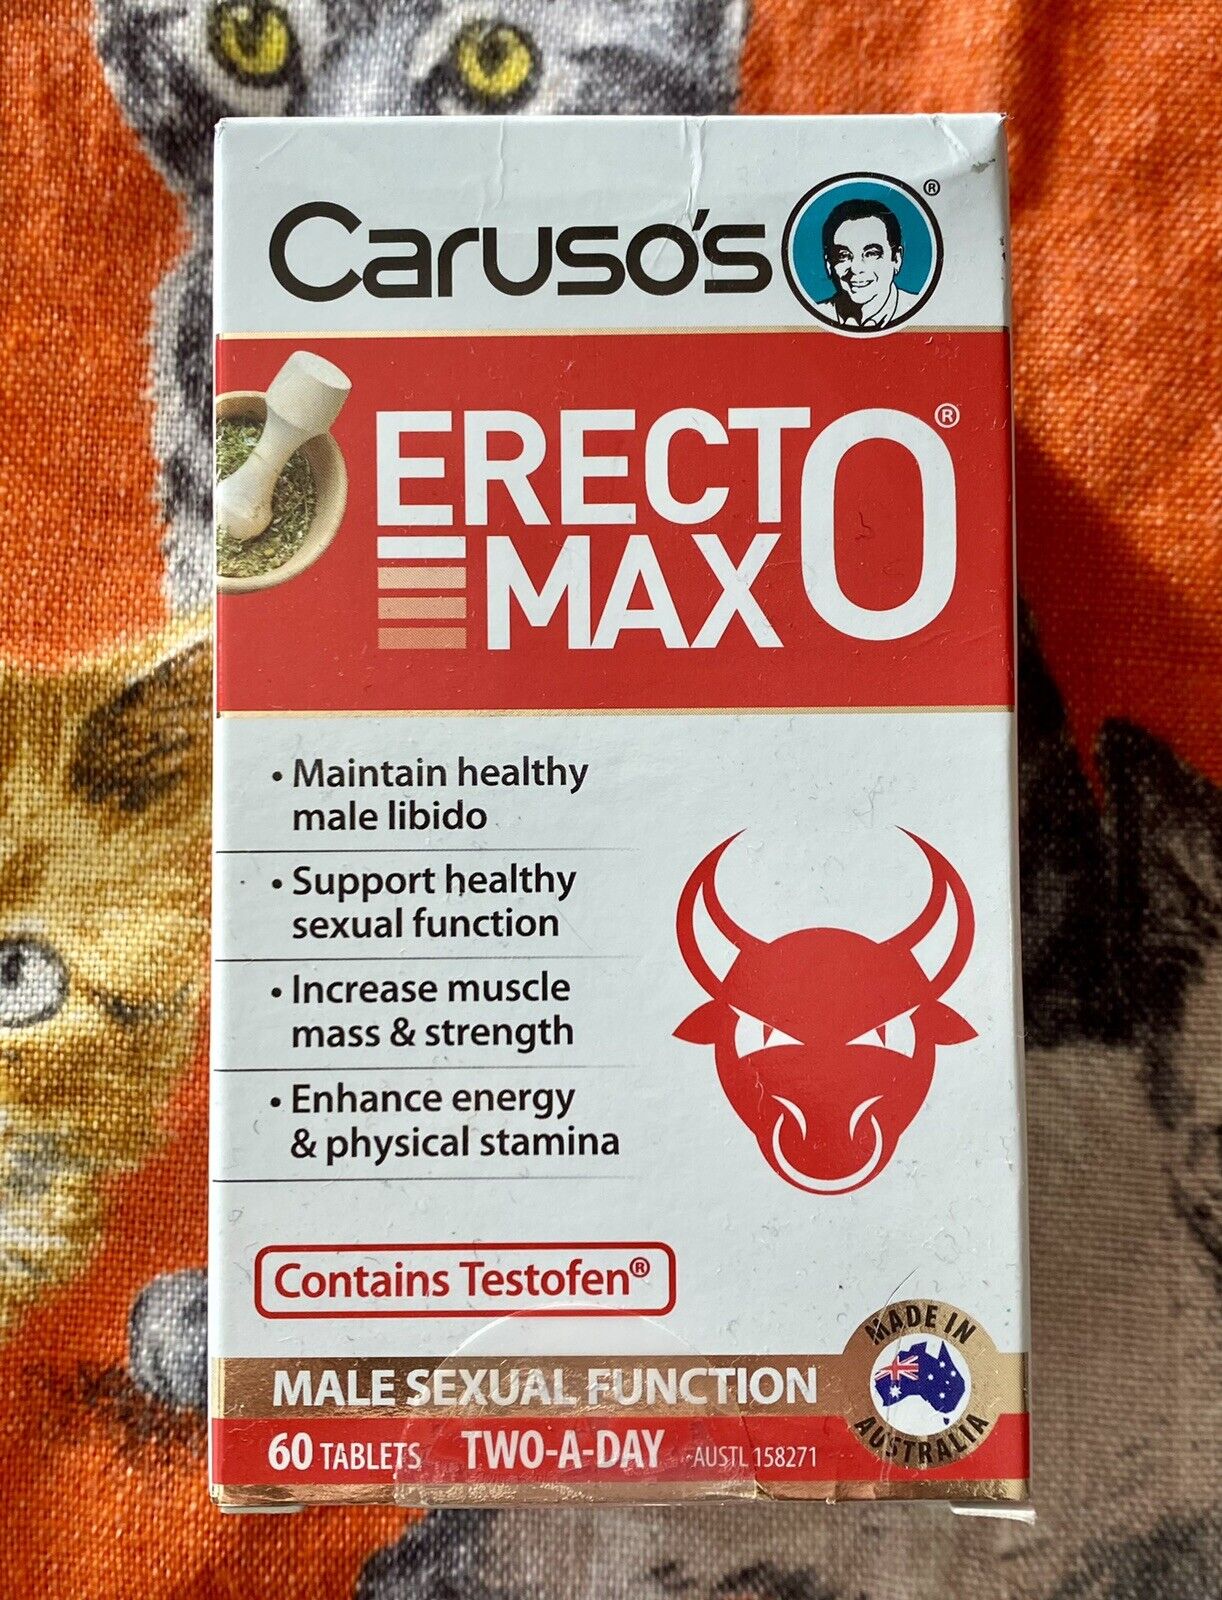 Caruso's ®
ERECTO®
MAX
• Maintain healthy
male libido
• Support healthy
sexual function
• Increase muscle
mass & strength
• Enhance energy
& physical stamina
Contains Testofen®
MADE IN
AUSTRALIA
MALE SEXUAL FUNCTION
60 TABLETS TWO-A-DAY AUSTL 158271